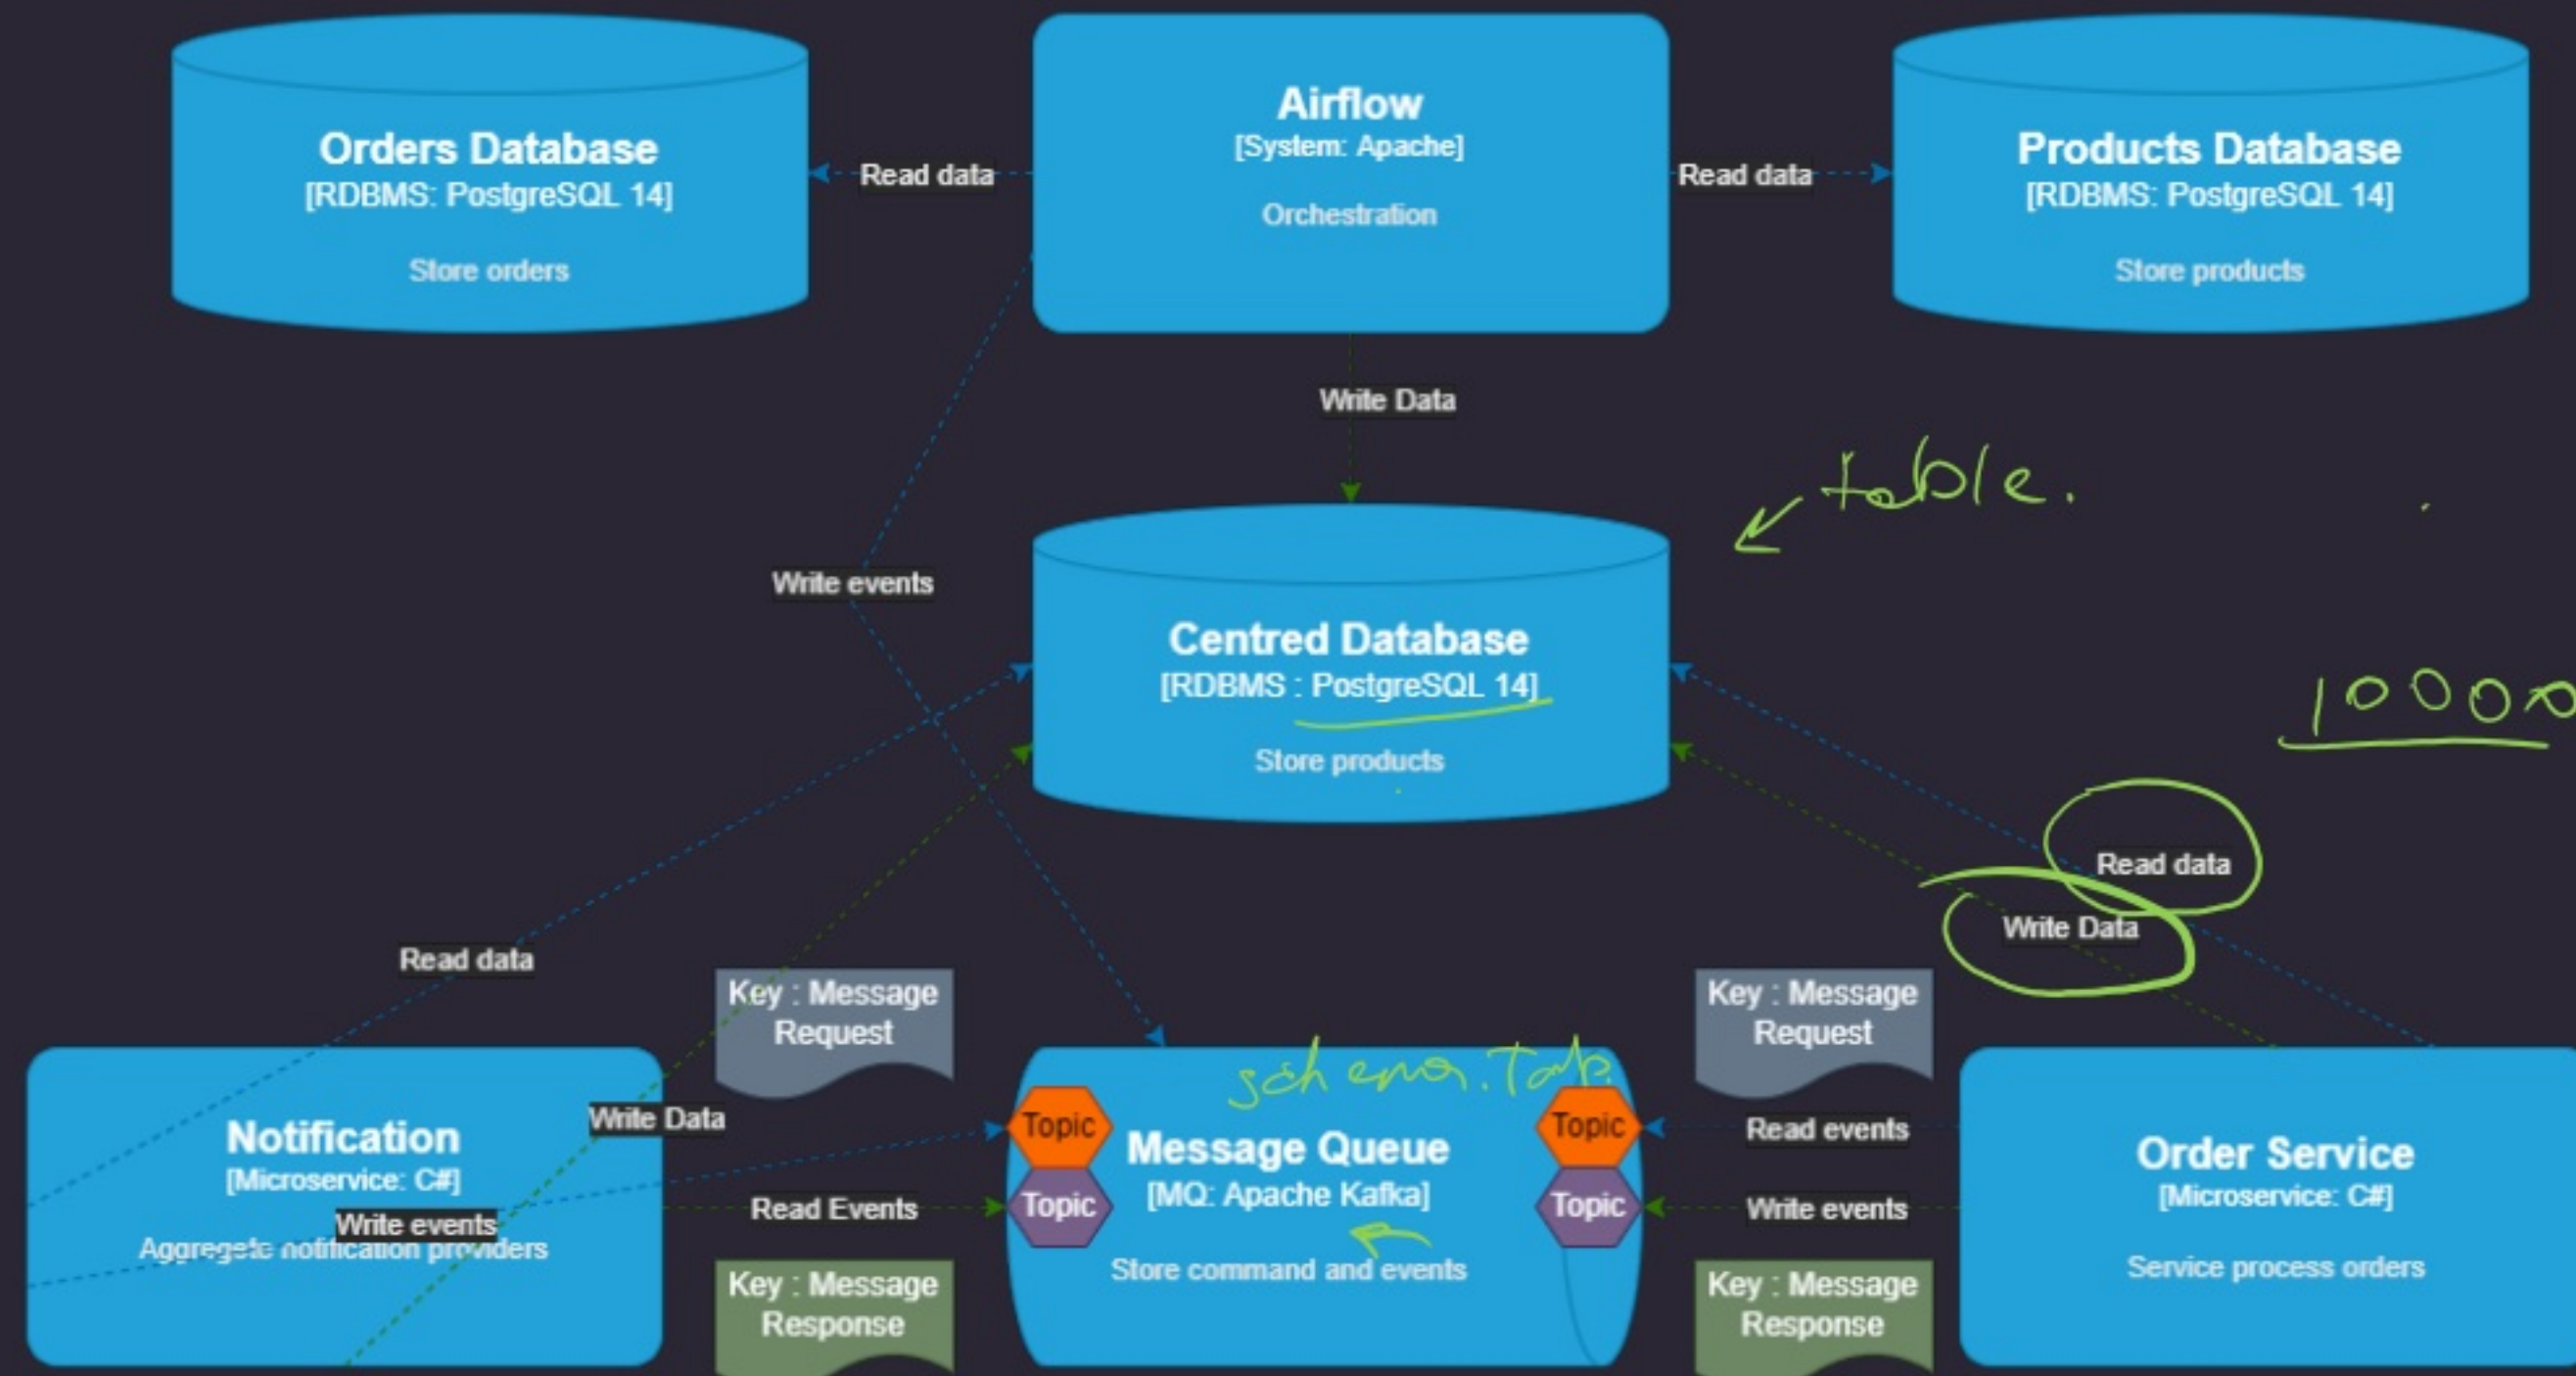 Orders Database
[RDBMS: PostgreSQL 14]
Store orders
Read data
Airflow
[System: Apache]
Orchestration
Read data
Products Database
[RDBMS: PostgreSQL 14]
Store products
Write Data
table.
Write events
Centred Database
[RDBMS : PostgreSQL 14]
Store products
10000
Read data
Write Data
Read data
Key : Message
Request
Key : Message
Request
Notification
[Microservice: C#]
Aggregate notification providers
Write Data
Write events
Read Events
Topic
Topic
schema.Tab.
Message Queue
[MQ: Apache Kafka]
Store command and events
Topic
Topic
Read events
Write events
Order Service
[Microservice: C#]
Service process orders
Key : Message
Response
Key : Message
Response